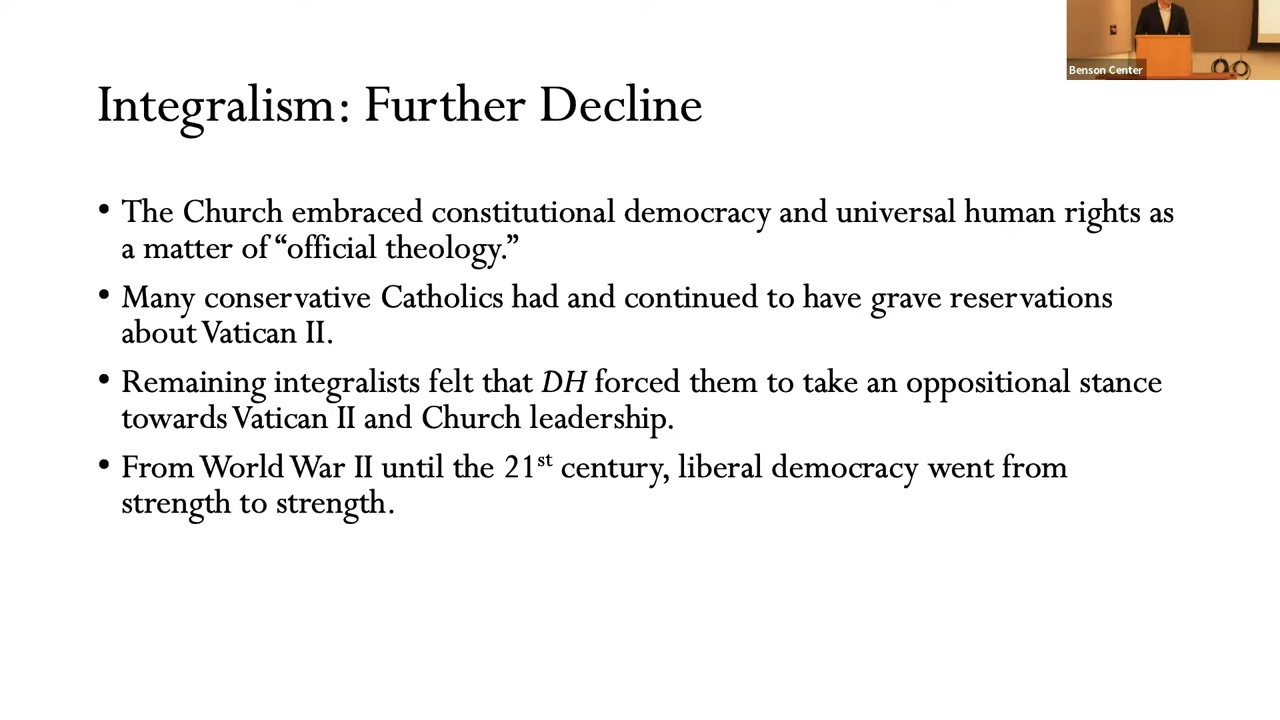 Benson Center
Integralism: Further Decline
• The Church embraced constitutional democracy and universal human rights as
a matter of “official theology.”
• Many conservative Catholics had and continued to have grave reservations
about Vatican II.
• Remaining integralists felt that DH forced them to take an oppositional stance
towards Vatican II and Church leadership.
• From World War II until the 21st century, liberal democracy went from
strength to strength.